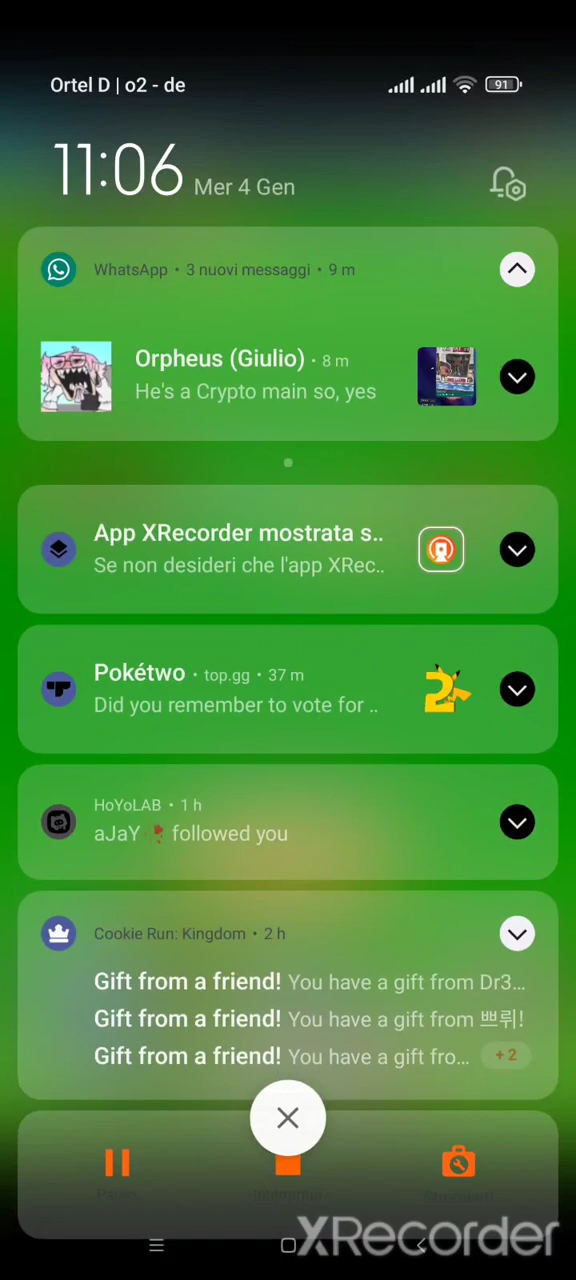 Ortel D | o2 - de
91
11:06 Mer 4 Gen
WhatsApp • 3 nuovi messaggi • 9 m
Orpheus (Giulio) · 8 m
He's a Crypto main so, yes
App XRecorder mostrata s..
Se non desideri che l'app XRec..
Pokétwo · top.gg • 37 m
Did you remember to vote for ..
HoYoLAB • 1 h
aJaY🥀 followed you
Cookie Run: Kingdom • 2 h
Gift from a friend! You have a gift from Dr3...
Gift from a friend! You have a gift from 쁘뤼!
Gift from a friend! You have a gift fro... +2
XRecorder